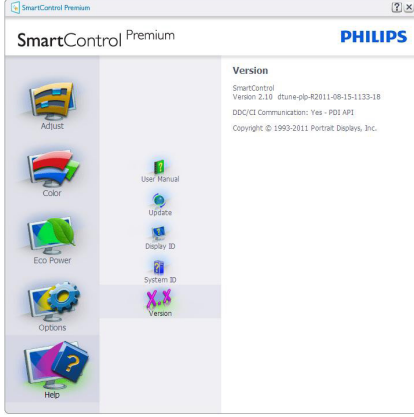 SmartControl Premium
SmartControl Premium
PHILIPS
Adjust
Color
Eco Power
Options
Help
User Manual
Update
Display ID
System ID
X.X
Version
Version
SmartControl
Version 2.10 dtune-plp-R2011-08-15-1133-18
DDC/CI Communication: Yes - PDI API
Copyright © 1993-2011 Portrait Displays, Inc.